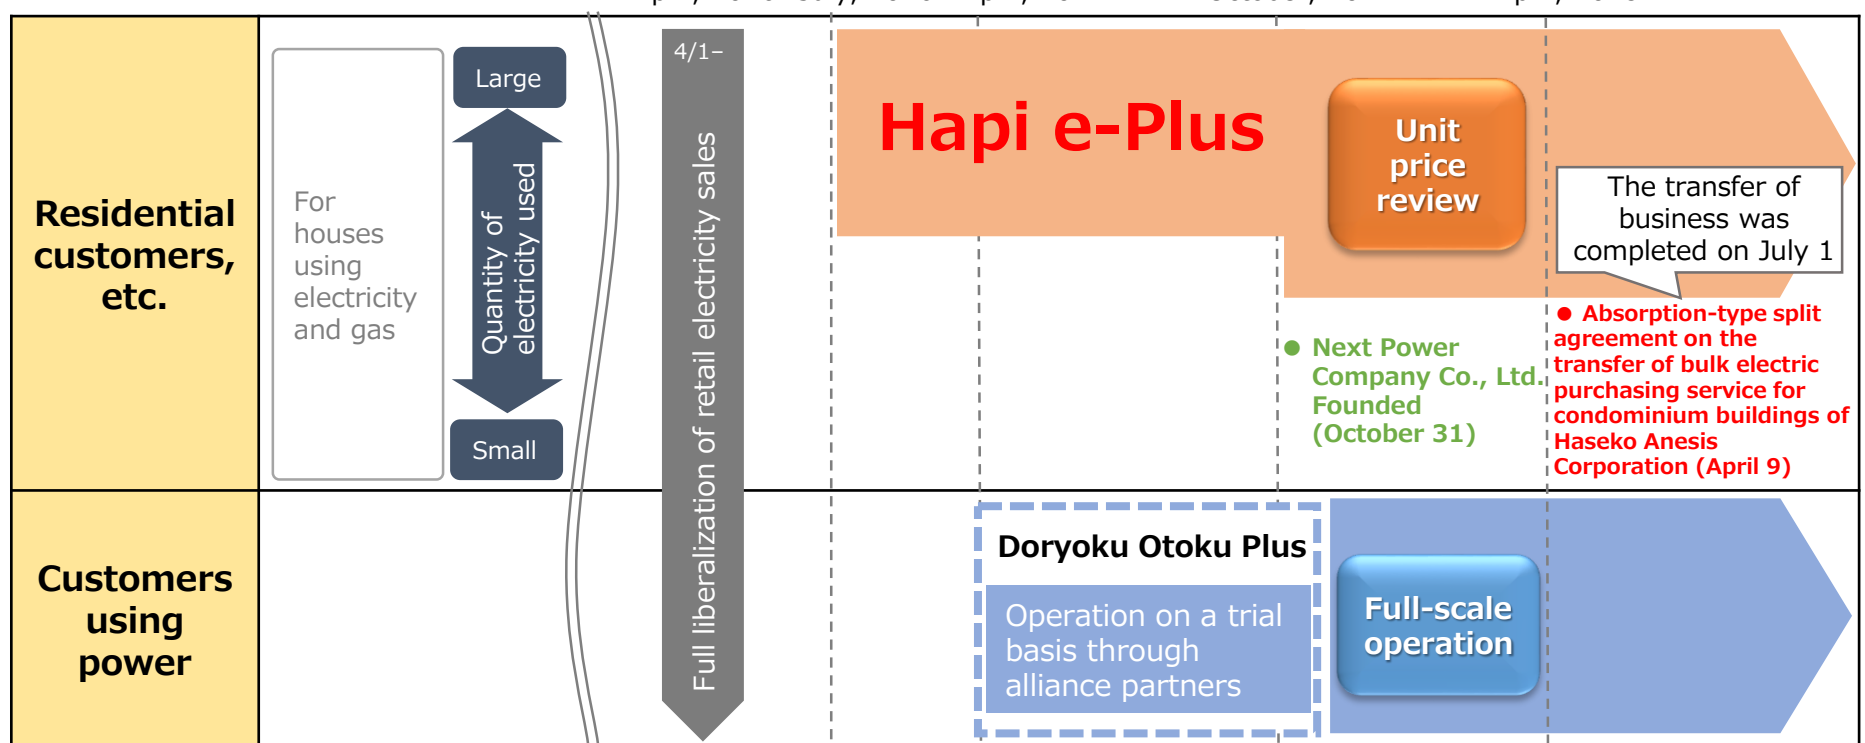 Residential
customers,
etc.
For
houses
using
electricity
and gas
Large
Quantity of
electricity used
Small
4/1–
Full liberalization of retail electricity sales
Hapi e-Plus
Unit
price
review
The transfer of
business was
completed on July 1
● Next Power
Company Co., Ltd.
Founded
(October 31)
● Absorption-type split
agreement on the
transfer of bulk electric
purchasing service for
condominium buildings of
Haseko Anesis
Corporation (April 9)
Customers
using
power
Doryoku Otoku Plus
Operation on a trial
basis through
alliance partners
Full-scale
operation